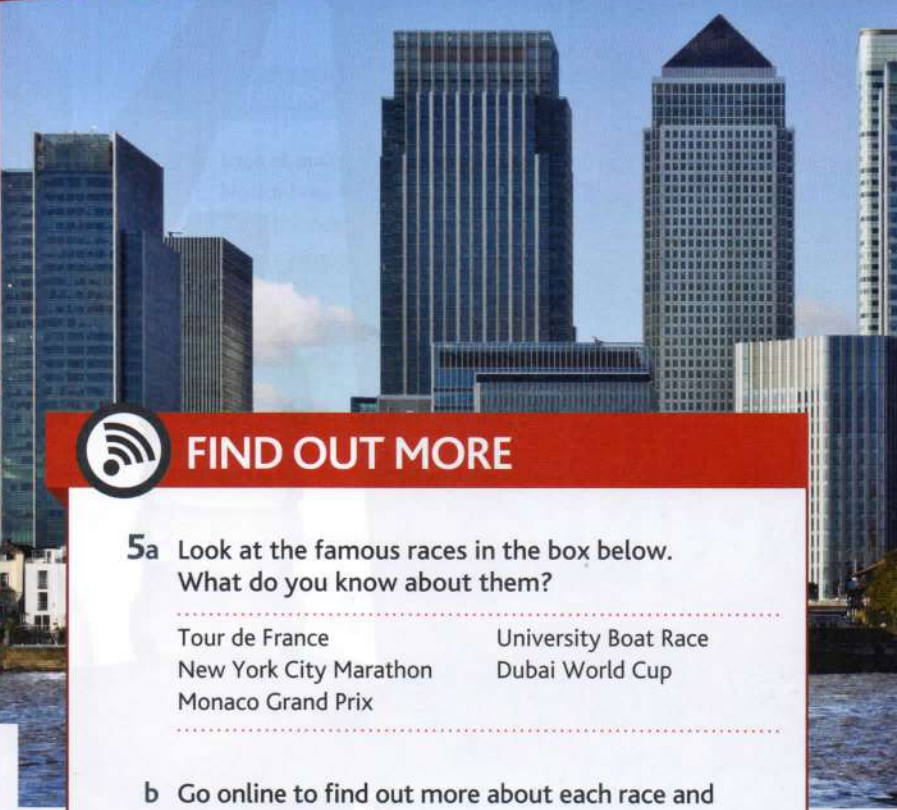 FIND OUT MORE
5a Look at the famous races in the box below.
What do you know about them?
Tour de France
New York City Marathon
Monaco Grand Prix
University Boat Race
Dubai World Cup
b Go online to find out more about each race and